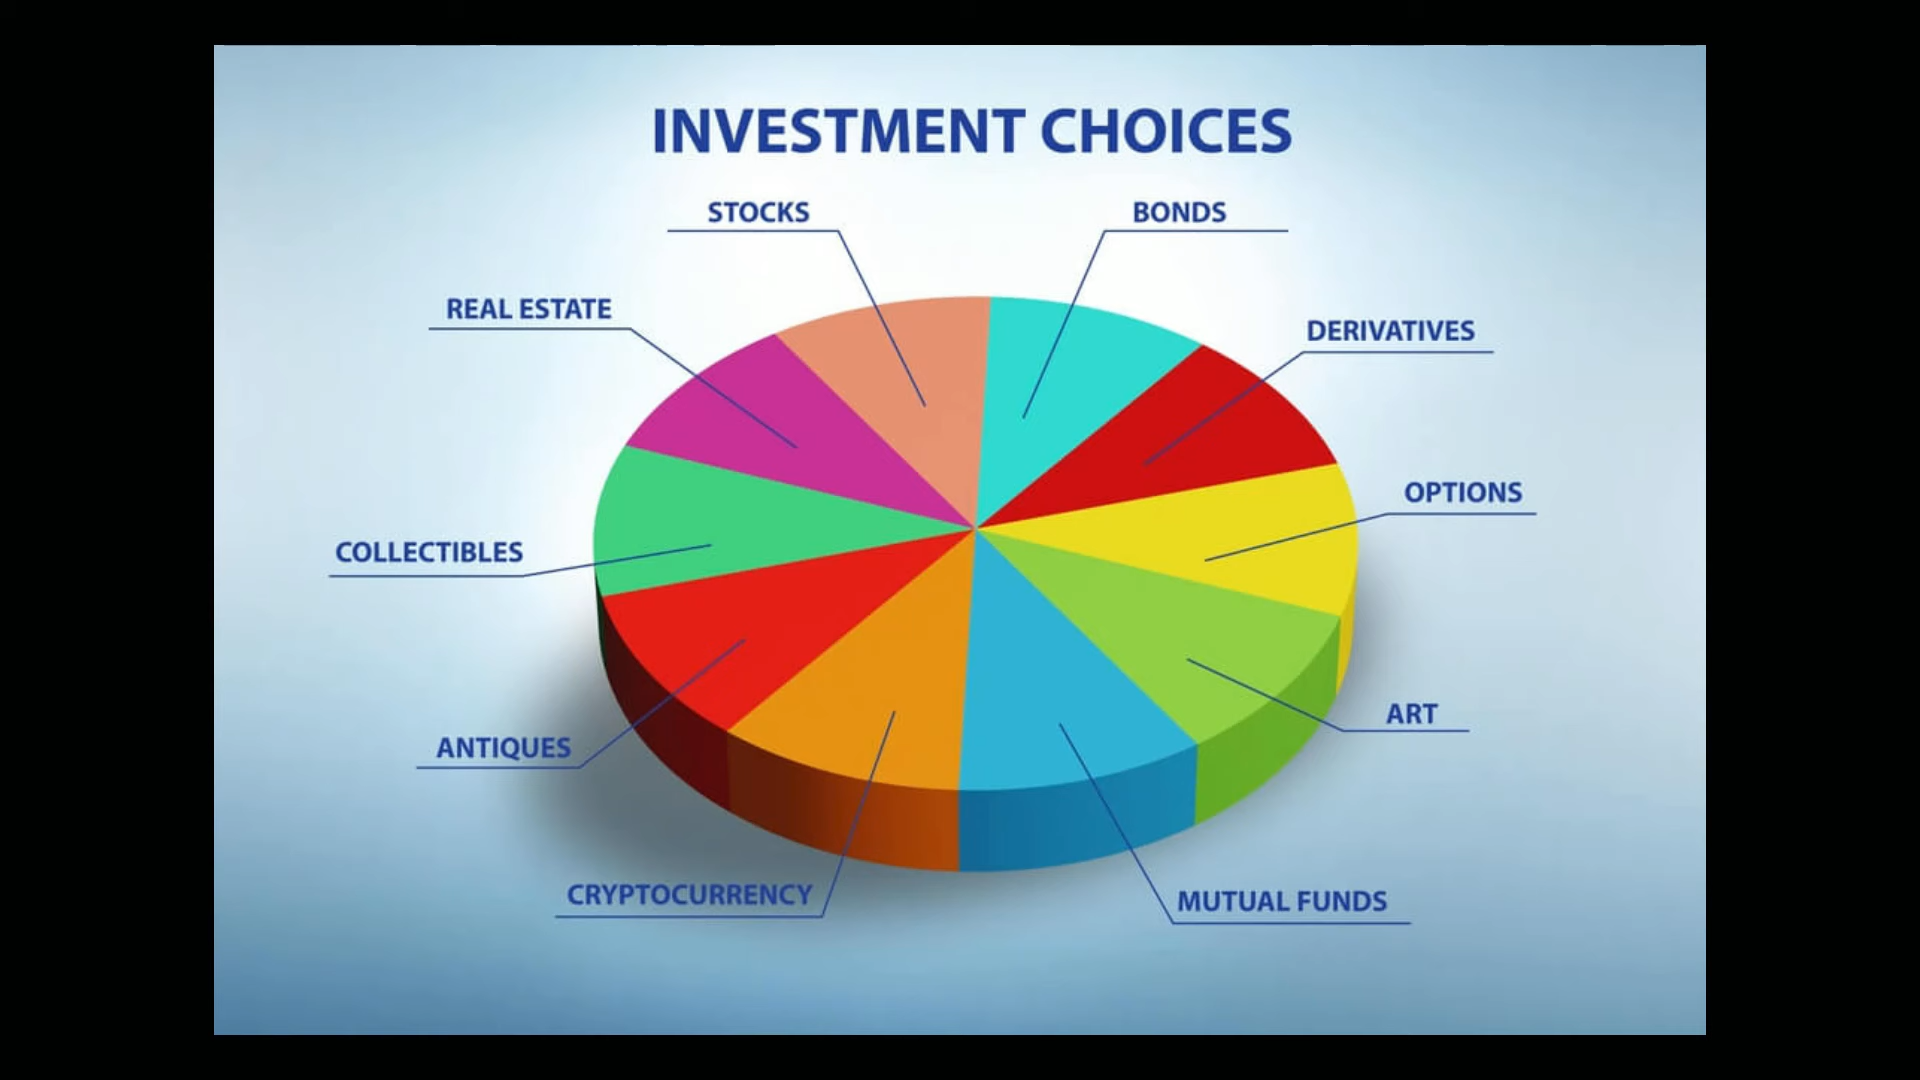 INVESTMENT CHOICES
STOCKS
BONDS
REAL ESTATE
DERIVATIVES
OPTIONS
COLLECTIBLES
ART
ANTIQUES
CRYPTOCURRENCY
MUTUAL FUNDS